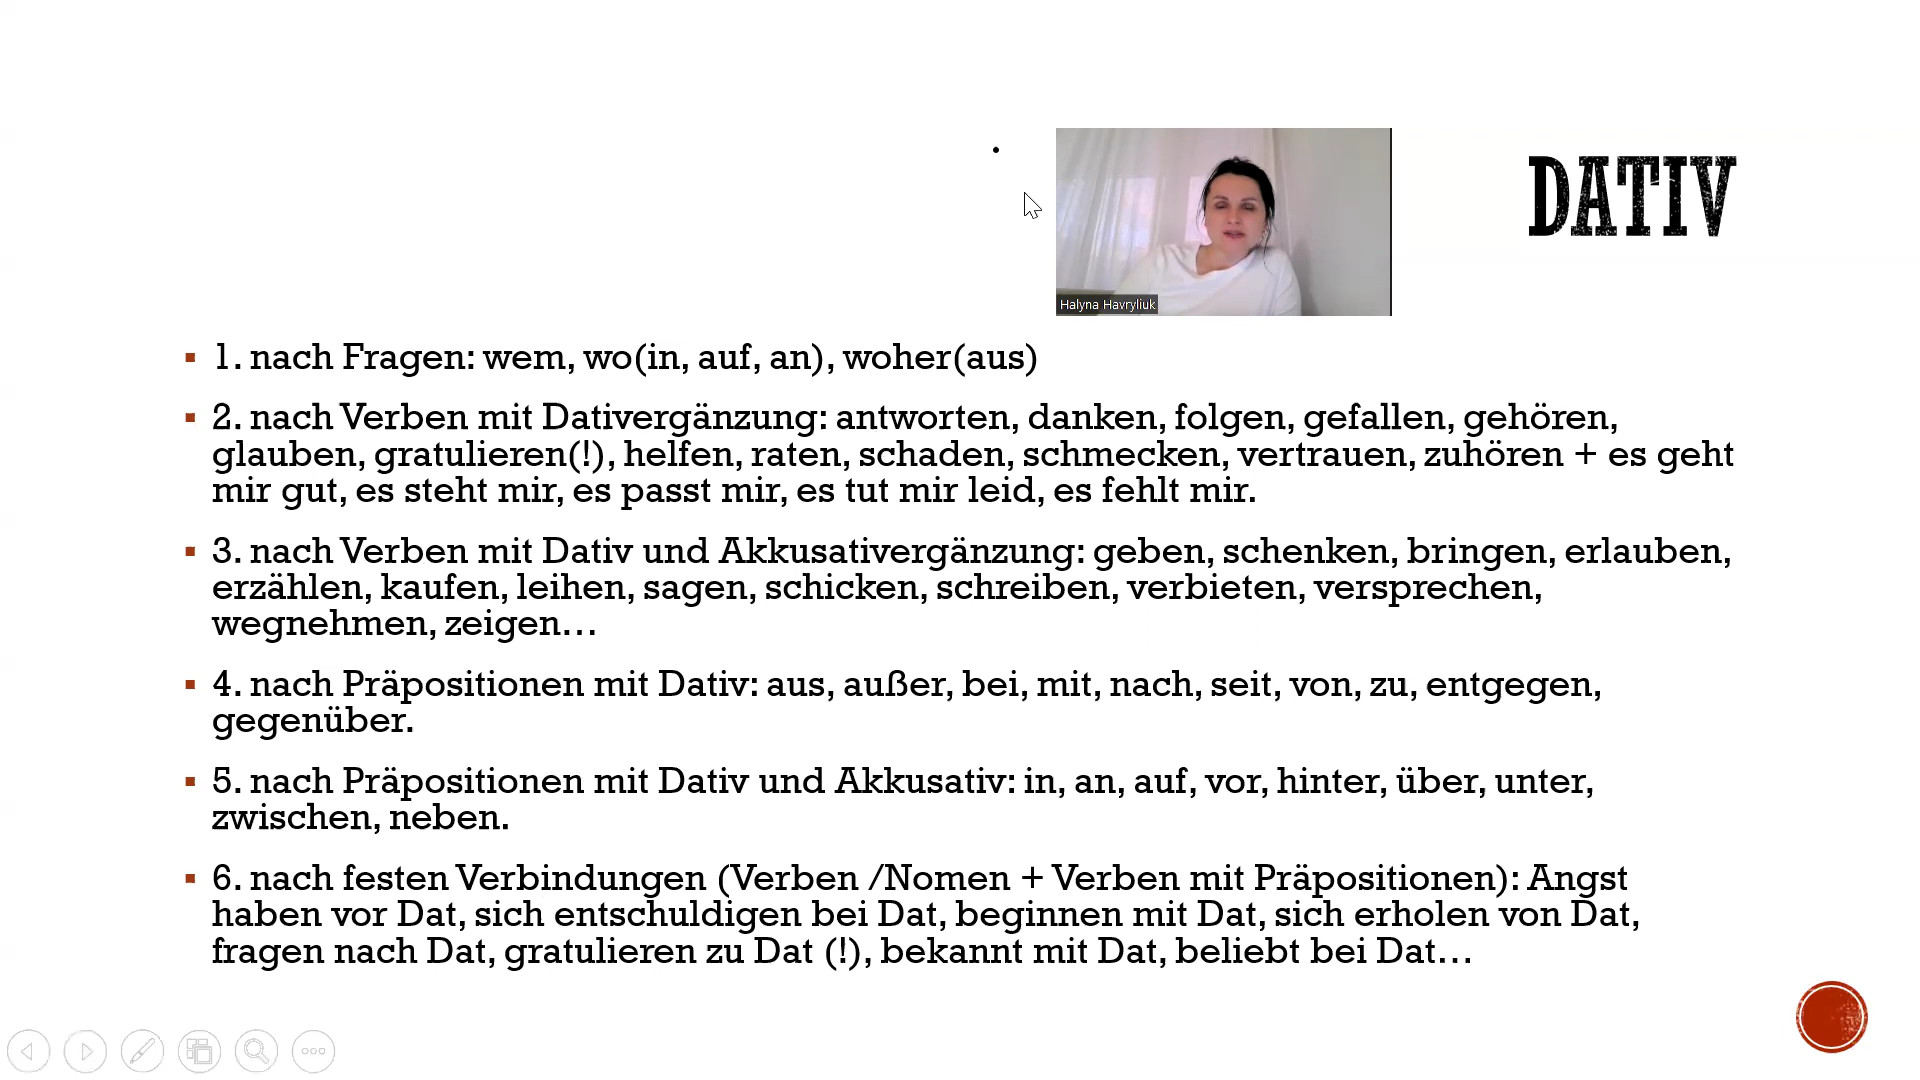 DATIV
Halyna Havryliuk
1. nach Fragen: wem, wo(in, auf, an), woher(aus)
2. nach Verben mit Dativergänzung: antworten, danken, folgen, gefallen, gehören,
glauben, gratulieren(!), helfen, raten, schaden, schmecken, vertrauen, zuhören + es geht
mir gut, es steht mir, es passt mir, es tut mir leid, es fehlt mir.
3. nach Verben mit Dativ und Akkusativergänzung: geben, schenken, bringen, erlauben,
erzählen, kaufen, leihen, sagen, schicken, schreiben, verbieten, versprechen,
wegnehmen, zeigen…
4. nach Präpositionen mit Dativ: aus, außer, bei, mit, nach, seit, von, zu, entgegen,
gegenüber.
5. nach Präpositionen mit Dativ und Akkusativ: in, an, auf, vor, hinter, über, unter,
zwischen, neben.
6. nach festen Verbindungen (Verben /Nomen + Verben mit Präpositionen): Angst
haben vor Dat, sich entschuldigen bei Dat, beginnen mit Dat, sich erholen von Dat,
fragen nach Dat, gratulieren zu Dat (!), bekannt mit Dat, beliebt bei Dat…